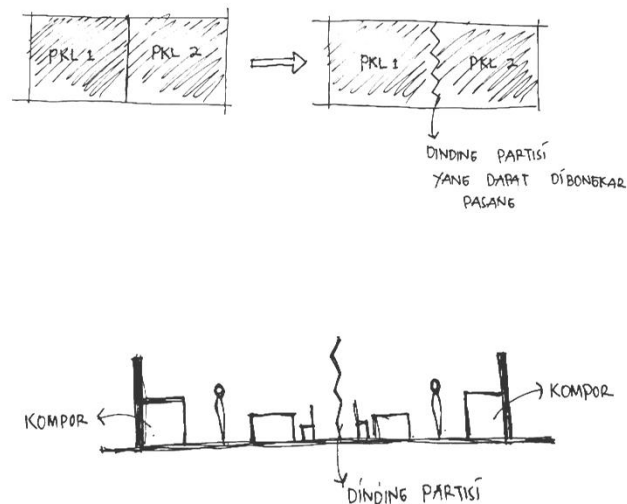 PKL 1
PKL 2
PKL 1
PKL 2
DINDING PARTISI
YANG DAPAT DIBONGKAR
PASANG
KOMPOR
KOMPOR
DINDING PARTISI